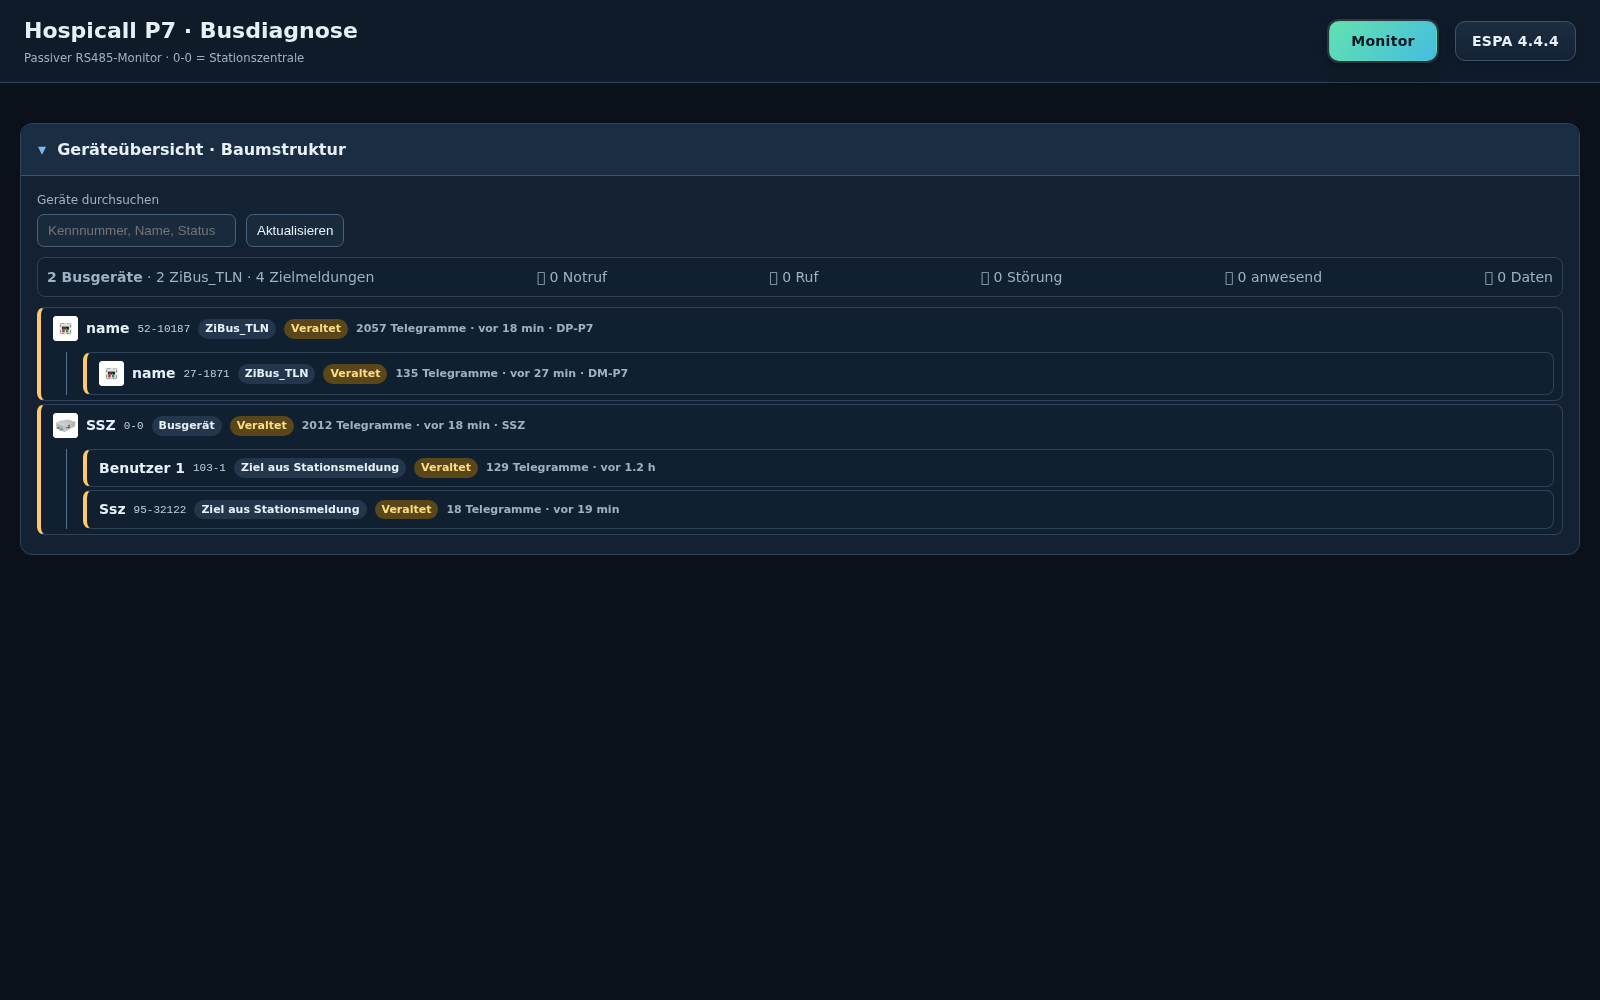 Hospicall P7 · Busdiagnose
Passiver RS485-Monitor · 0-0 = Stationszentrale
Monitor
ESPA 4.4.4
▼ Geräteübersicht · Baumstruktur
Geräte durchsuchen
Kennnummer, Name, Status
Aktualisieren
2 Busgeräte · 2 ZiBus_TLN · 4 Zielmeldungen
0 Notruf
0 Ruf
0 Störung
0 anwesend
0 Daten
name 52-10187 ZiBus_TLN Veraltet 2057 Telegramme · vor 18 min · DP-P7
name 27-1871 ZiBus_TLN Veraltet 135 Telegramme · vor 27 min · DM-P7
SSZ 0-0 Busgerät Veraltet 2012 Telegramme · vor 18 min · SSZ
Benutzer 1 103-1 Ziel aus Stationsmeldung Veraltet 129 Telegramme · vor 1.2 h
Ssz 95-32122 Ziel aus Stationsmeldung Veraltet 18 Telegramme · vor 19 min